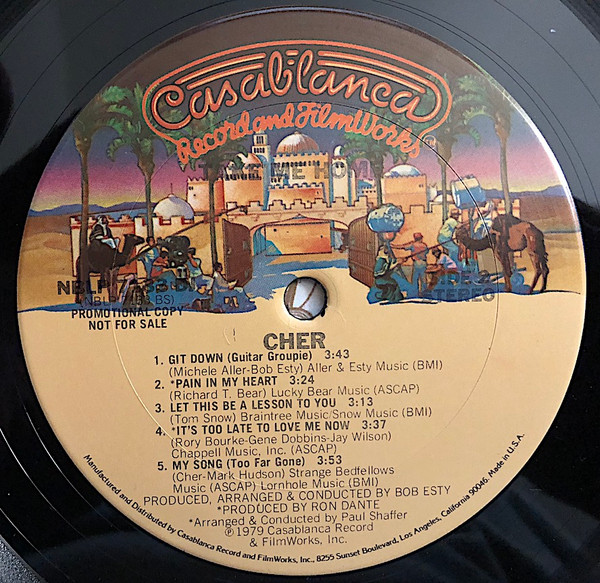 Casablanca
Record and FilmWorks
PROMOTIONAL COPY
NOT FOR SALE
STEREO
CHER
1. GIT DOWN (Guitar Groupie) 3:43
(Michele Aller-Bob Esty) Aller & Esty Music (BMI)
2. *PAIN IN MY HEART 3:24
(Richard T. Bear) Lucky Bear Music (ASCAP)
3. LET THIS BE A LESSON TO YOU 3:13
(Tom Snow) Braintree Music/Snow Music (BMI)
4. *IT'S TOO LATE TO LOVE ME NOW 3:37
(Rory Bourke-Gene Dobbins-Jay Wilson)
Chappell Music, Inc. (ASCAP)
5. MY SONG (Too Far Gone) 3:53
(Cher-Mark Hudson) Strange Bedfellows
Music (ASCAP) Lornhole Music (BMI)
PRODUCED, ARRANGED & CONDUCTED BY BOB ESTY
*PRODUCED BY RON DANTE
*Arranged & Conducted by Paul Shaffer
℗ 1979 Casablanca Record
& FilmWorks, Inc.
Manufactured and Distributed by Casablanca Record and FilmWorks, Inc., 8255 Sunset Boulevard, Los Angeles, California 90046. Made in U.S.A.